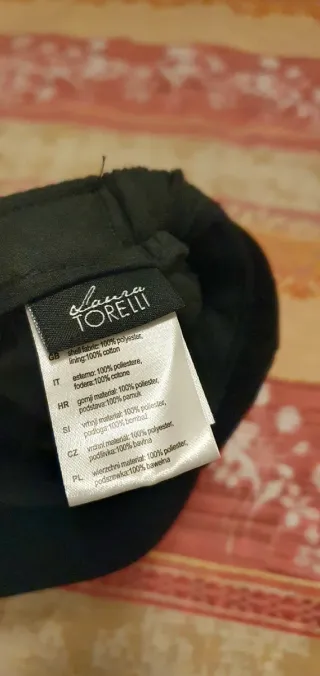 Laura
TORELLI
GB shell fabric: 100% polyester,
lining:100% cotton
IT esterno: 100% poliestere,
fodera: 100% cotone
HR gornji materijal: 100% poliester,
podstava:100% pamuk
SI vrhnji material: 100% poliester,
podloga:100% bombaž
CZ vrchní materiál: 100% polyester,
podšívka:100% bavlna
PL wierzchni materiał: 100% poliester,
podszewka:100% bawełna